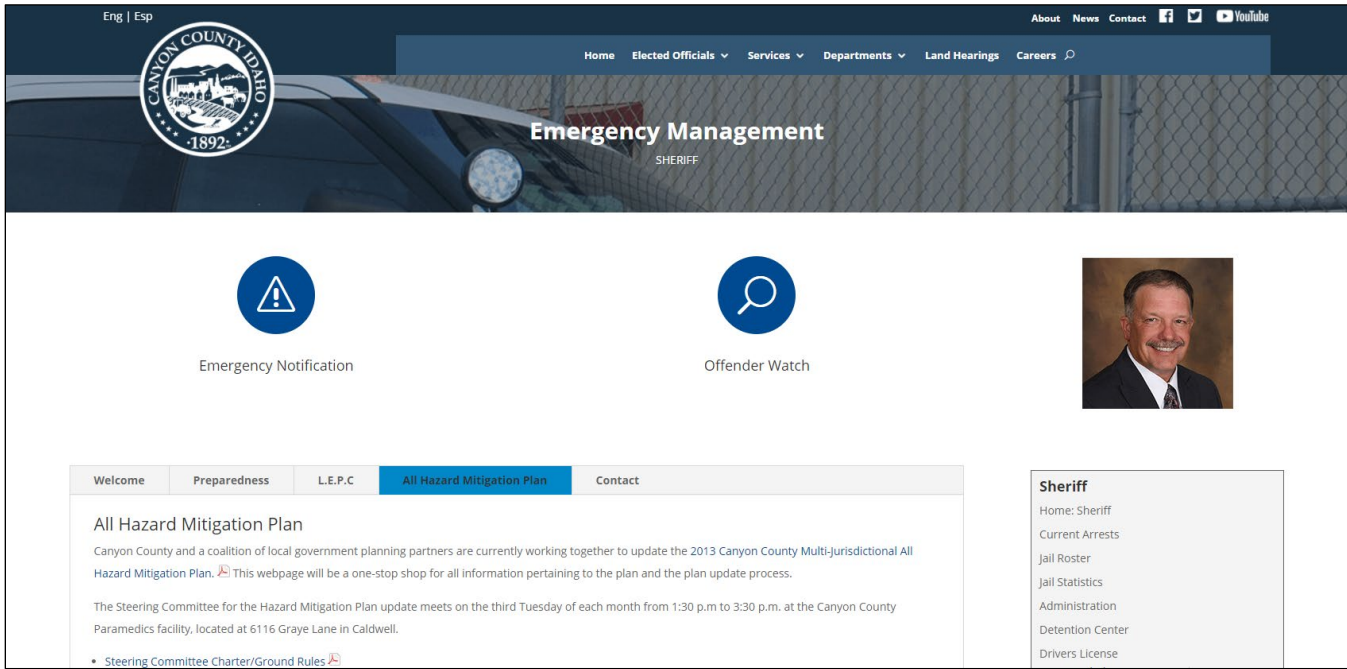 Eng | Esp
About News Contact YouTube
CANYON COUNTY IDAHO
·1892·
Home Elected Officials Services Departments Land Hearings Careers
Emergency Management
SHERIFF
Emergency Notification
Offender Watch
Welcome Preparedness L.E.P.C All Hazard Mitigation Plan Contact
All Hazard Mitigation Plan
Canyon County and a coalition of local government planning partners are currently working together to update the 2013 Canyon County Multi-Jurisdictional All
Hazard Mitigation Plan. This webpage will be a one-stop shop for all information pertaining to the plan and the plan update process.
The Steering Committee for the Hazard Mitigation Plan update meets on the third Tuesday of each month from 1:30 p.m to 3:30 p.m. at the Canyon County
Paramedics facility, located at 6116 Graye Lane in Caldwell.
• Steering Committee Charter/Ground Rules
Sheriff
Home: Sheriff
Current Arrests
Jail Roster
Jail Statistics
Administration
Detention Center
Drivers License